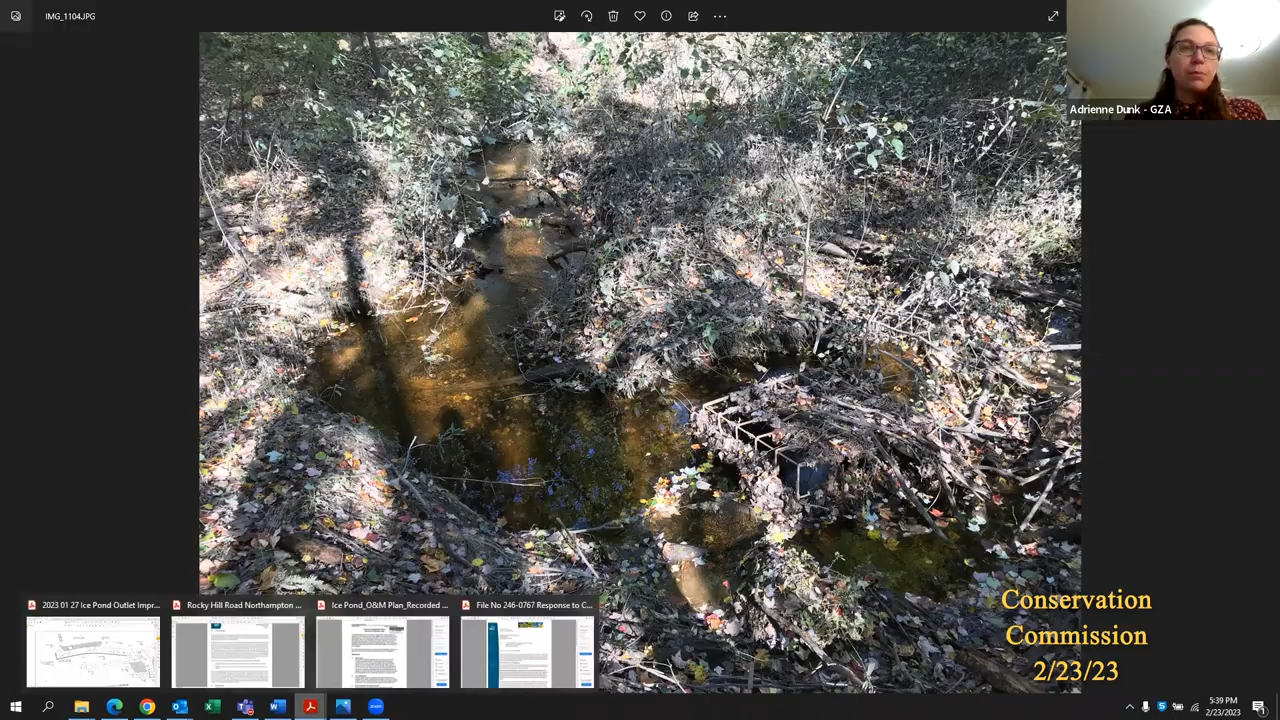 IMG_1104.JPG
Adrienne Dunk - GZA
2023 01 27 Ice Pond Outlet Impr...
Rocky Hill Road Northampton ...
Ice Pond_O&M Plan_Recorded ...
File No 246-0767 Response to C...
Conservation
Commission
2/23/23
5:39 PM
2/23/2023